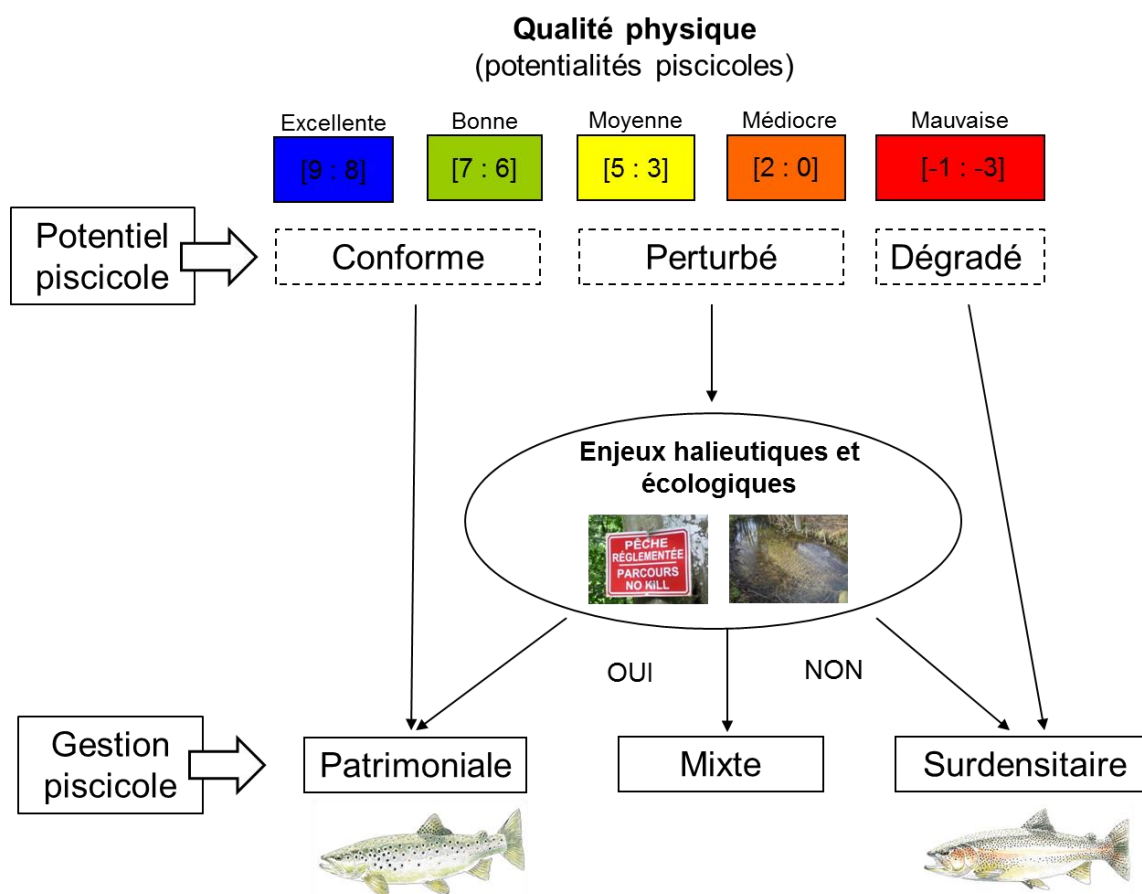 Qualité physique
(potentialités piscicoles)
Excellente
Bonne
Moyenne
Médiocre
Mauvaise
[9 : 8]
[7 : 6]
[5 : 3]
[2 : 0]
[-1 : -3]
Potentiel
piscicole
Conforme
Perturbé
Dégradé
Enjeux halieutiques et
écologiques
PÊCHE
RÉGLEMENTÉE
PARCOURS
NO KILL
OUI
NON
Gestion
piscicole
Patrimoniale
Mixte
Surdensitaire